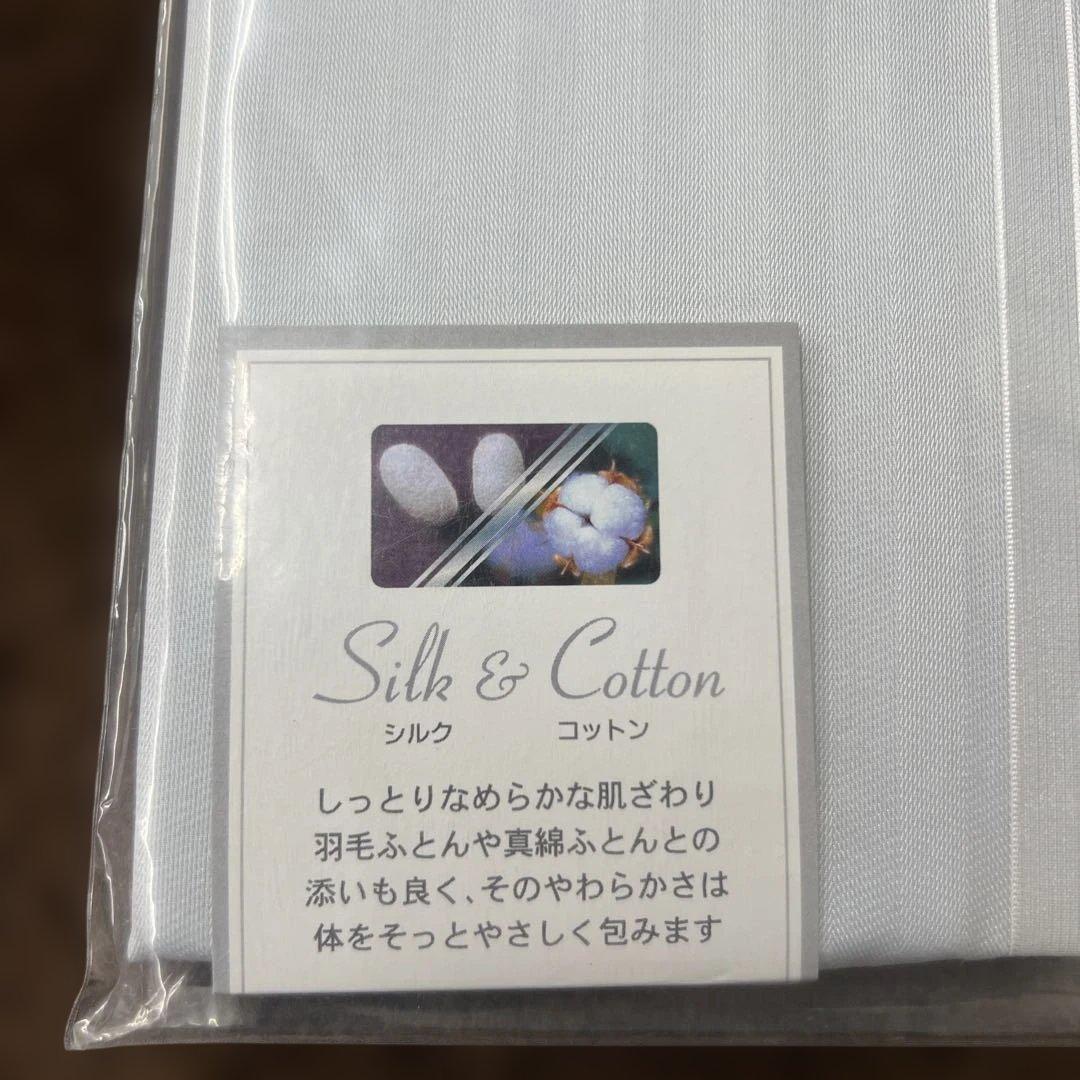 Silk & Cotton
シルク コットン
しっとりなめらかな肌ざわり
羽毛ふとんや真綿ふとんとの
添いも良く、そのやわらかさは
体をそっとやさしく包みます